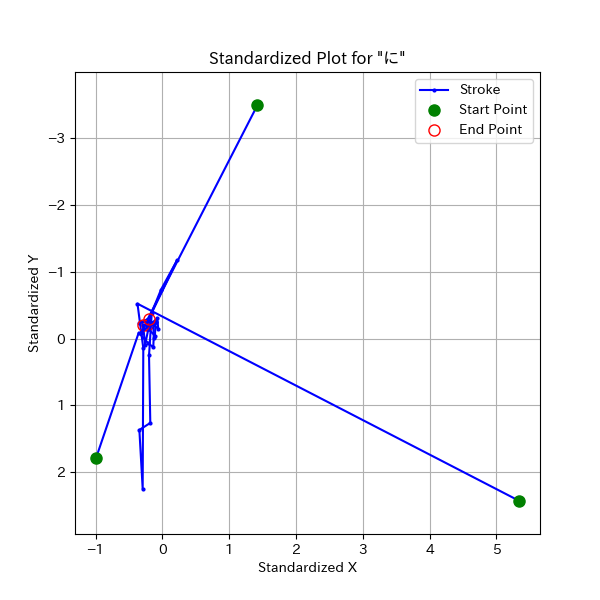 Standardized Plot for "に"
Stroke
Start Point
End Point
Standardized Y
−3
−2
−1
0
1
2
−1 0 1 2 3 4 5
Standardized X